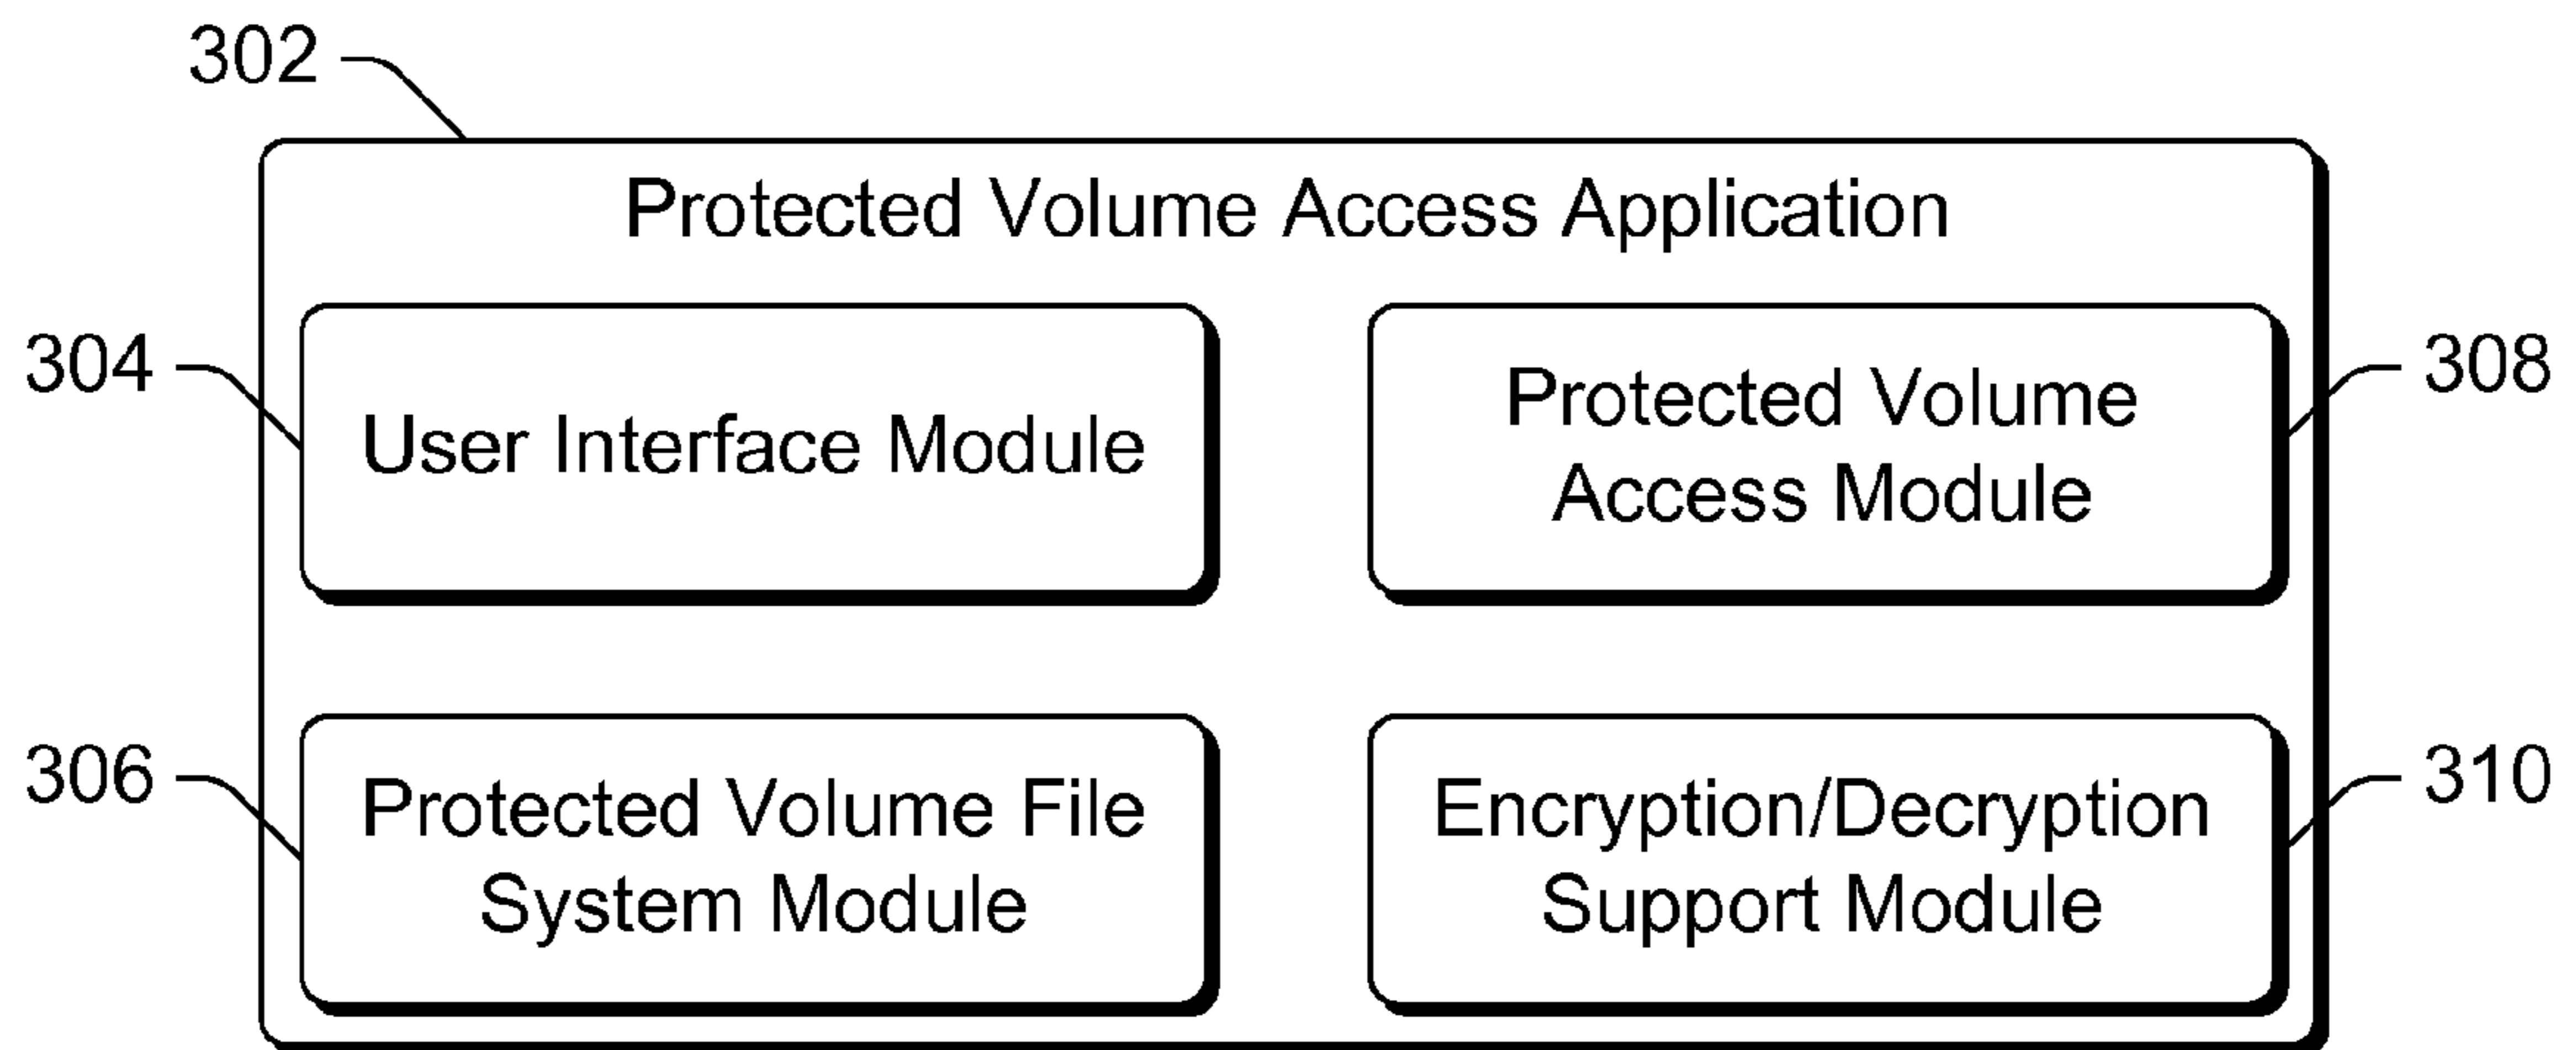 302
Protected Volume Access Application
304
User Interface Module
Protected Volume
Access Module
308
306
Protected Volume File
System Module
Encryption/Decryption
Support Module
310